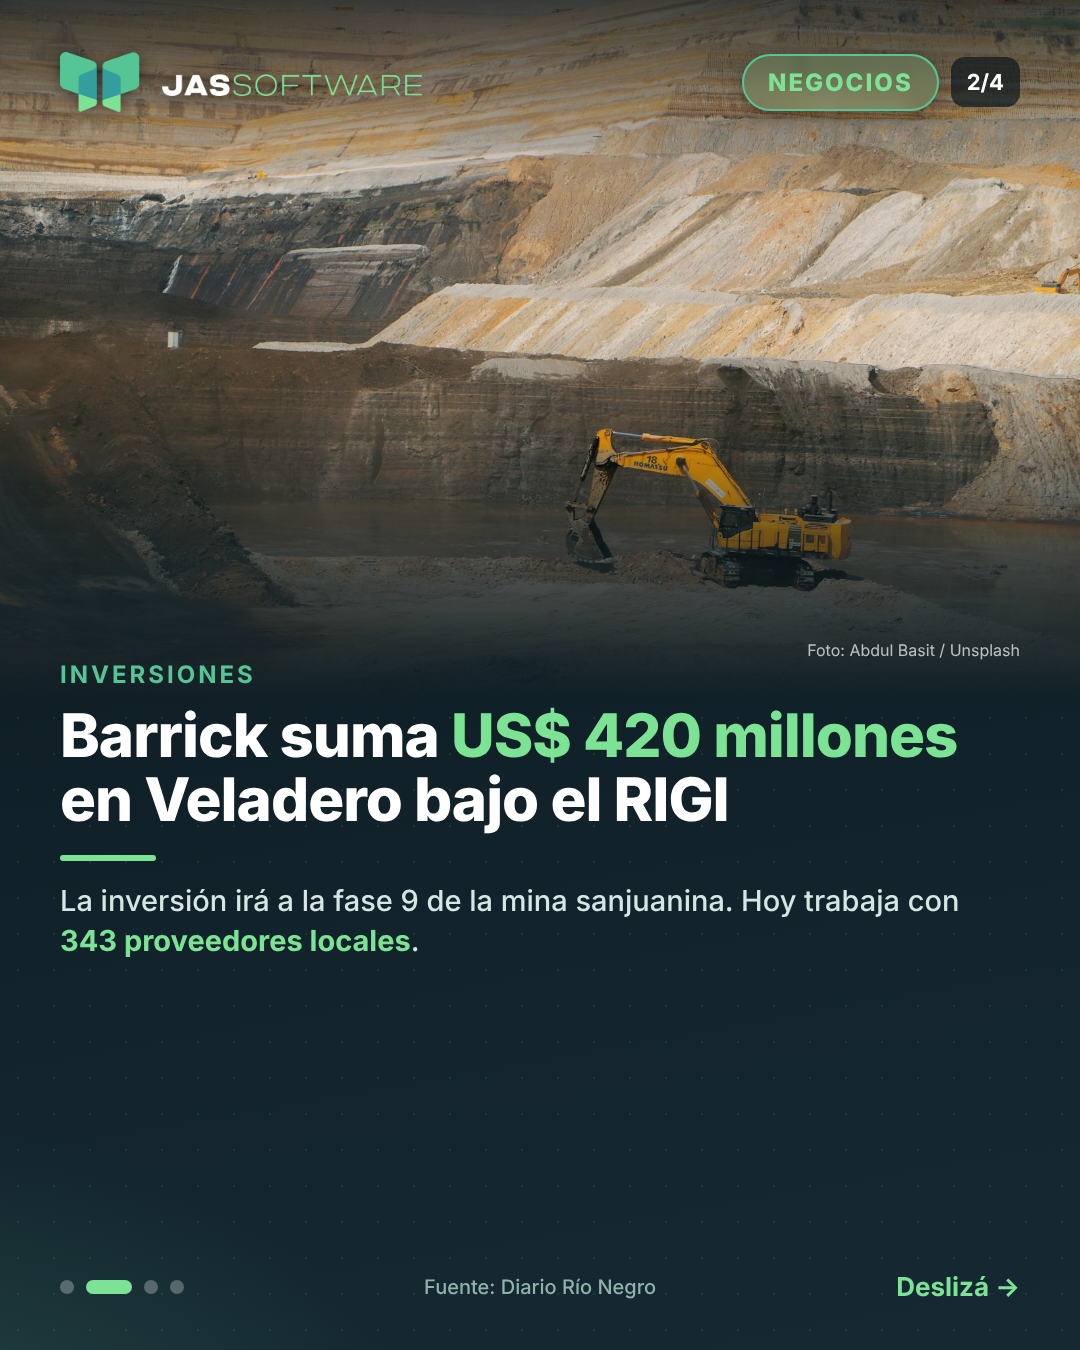 JASSOFTWARE
NEGOCIOS
2/4
18
KOMATSU
Foto: Abdul Basit / Unsplash
INVERSIONES
Barrick suma US$ 420 millones
en Veladero bajo el RIGI
La inversión irá a la fase 9 de la mina sanjuanina. Hoy trabaja con
343 proveedores locales.
Fuente: Diario Río Negro
Deslizá →